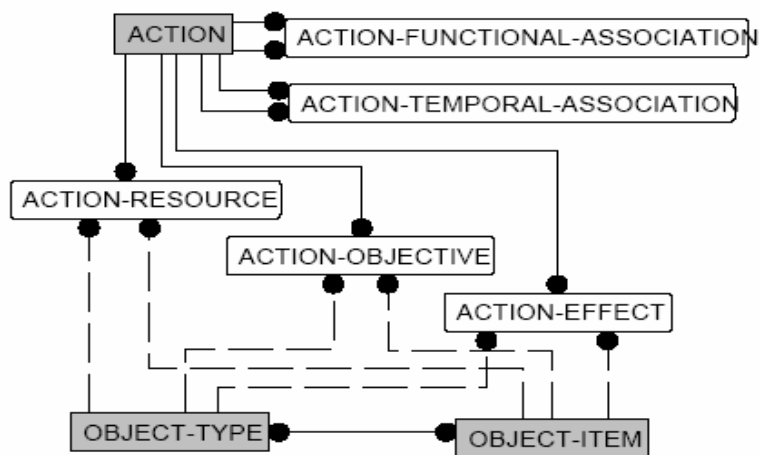 ACTION
ACTION-FUNCTIONAL-ASSOCIATION
ACTION-TEMPORAL-ASSOCIATION
ACTION-RESOURCE
ACTION-OBJECTIVE
ACTION-EFFECT
OBJECT-TYPE
OBJECT-ITEM